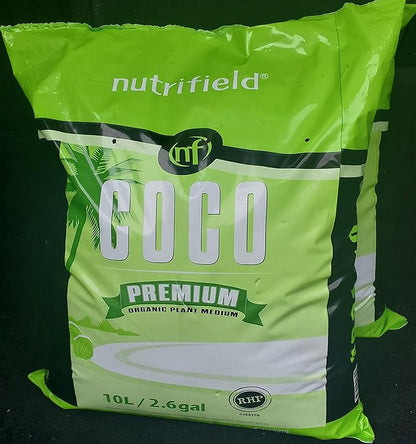 nutrifield®
nf
COCO
PREMIUM
ORGANIC PLANT MEDIUM
10L / 2.6gal
RHP